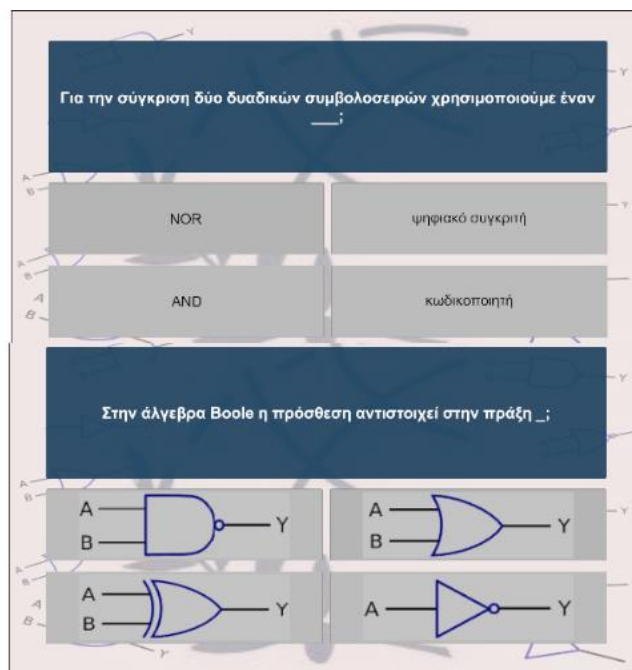 Για την σύγκριση δύο δυαδικών συμβολοσειρών χρησιμοποιούμε έναν
___;
NOR
ψηφιακό συγκριτή
AND
κωδικοποιητή
Στην άλγεβρα Boole η πρόσθεση αντιστοιχεί στην πράξη _;
A
B
Y
A
B
Y
A
B
Y
A
Y